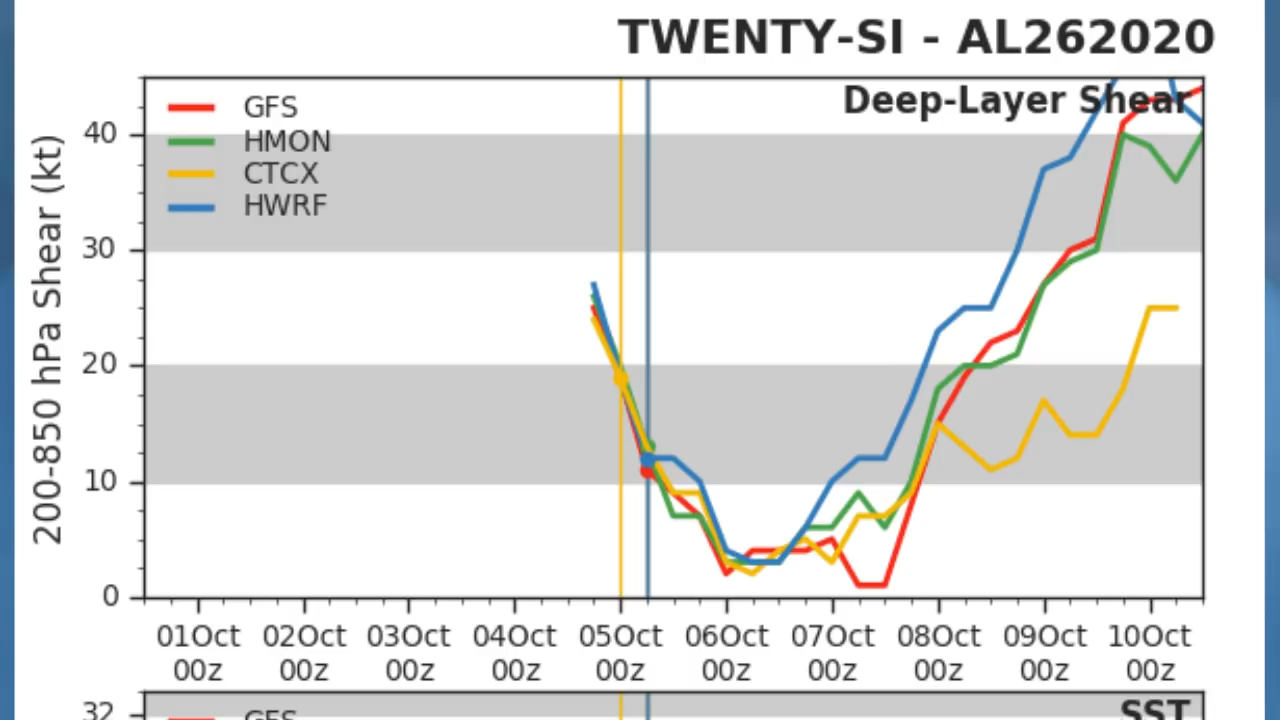 TWENTY-SI - AL262020
Deep-Layer Shear
GFS
HMON
CTCX
HWRF
200-850 hPa Shear (kt)
40
30
20
10
0
01Oct 02Oct 03Oct 04Oct 05Oct 06Oct 07Oct 08Oct 09Oct 10Oct
00z 00z 00z 00z 00z 00z 00z 00z 00z 00z
32
GFS
SST